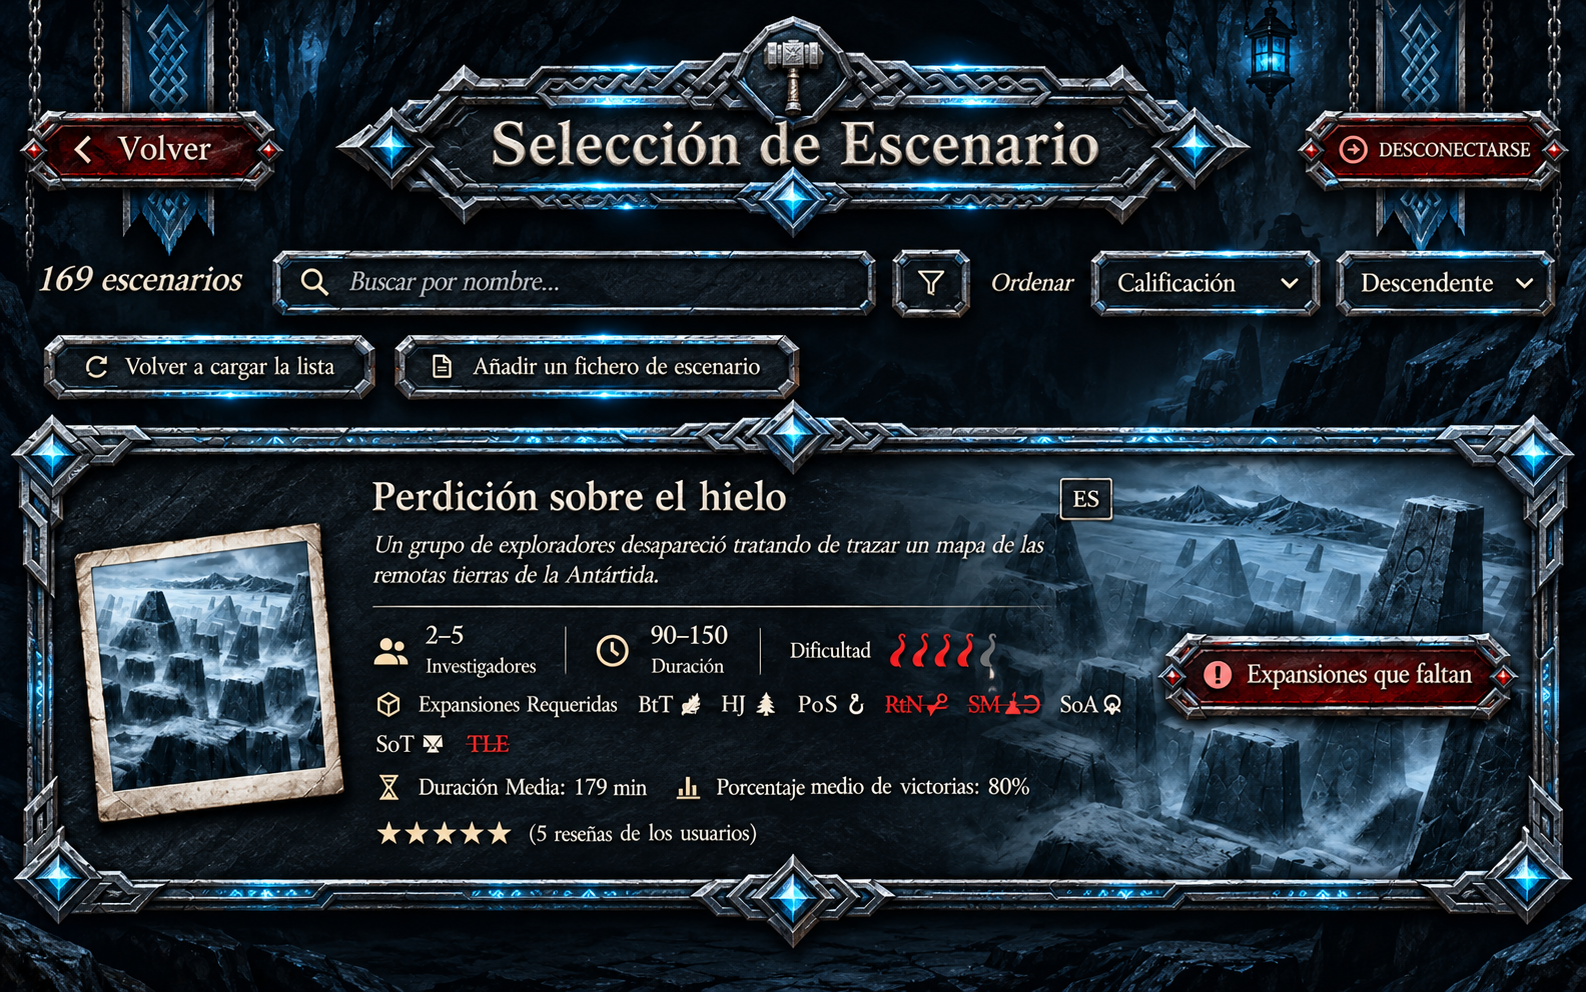 Volver
Selección de Escenario
DESCONECTARSE
169 escenarios
Buscar por nombre...
Ordenar
Calificación
Descendente
Volver a cargar la lista
Añadir un fichero de escenario
Perdición sobre el hielo
ES
Un grupo de exploradores desapareció tratando de trazar un mapa de las
remotas tierras de la Antártida.
2–5
Investigadores
90–150
Duración
Dificultad
Expansiones que faltan
Expansiones Requeridas BtT HJ PoS RtN SM SoA
SoT TLE
Duración Media: 179 min Porcentaje medio de victorias: 80%
(5 reseñas de los usuarios)